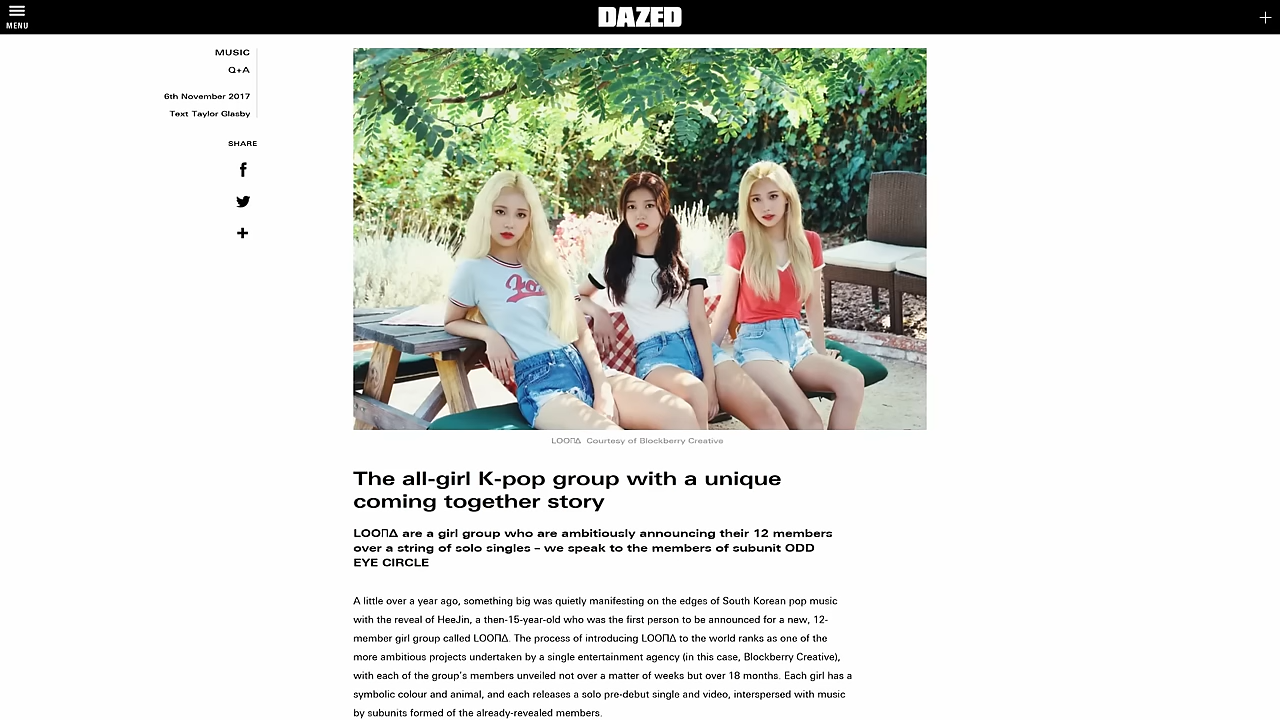 MENU
DAZED
MUSIC
Q+A
6th November 2017
Text Taylor Glasby
SHARE
LOOΠΔ Courtesy of Blockberry Creative
The all-girl K-pop group with a unique
coming together story
LOOΠΔ are a girl group who are ambitiously announcing their 12 members
over a string of solo singles – we speak to the members of subunit ODD
EYE CIRCLE
A little over a year ago, something big was quietly manifesting on the edges of South Korean pop music
with the reveal of HeeJin, a then-15-year-old who was the first person to be announced for a new, 12-
member girl group called LOOΠΔ. The process of introducing LOOΠΔ to the world ranks as one of the
more ambitious projects undertaken by a single entertainment agency (in this case, Blockberry Creative),
with each of the group's members unveiled not over a matter of weeks but over 18 months. Each girl has a
symbolic colour and animal, and each releases a solo pre-debut single and video, interspersed with music
by subunits formed of the already-revealed members.